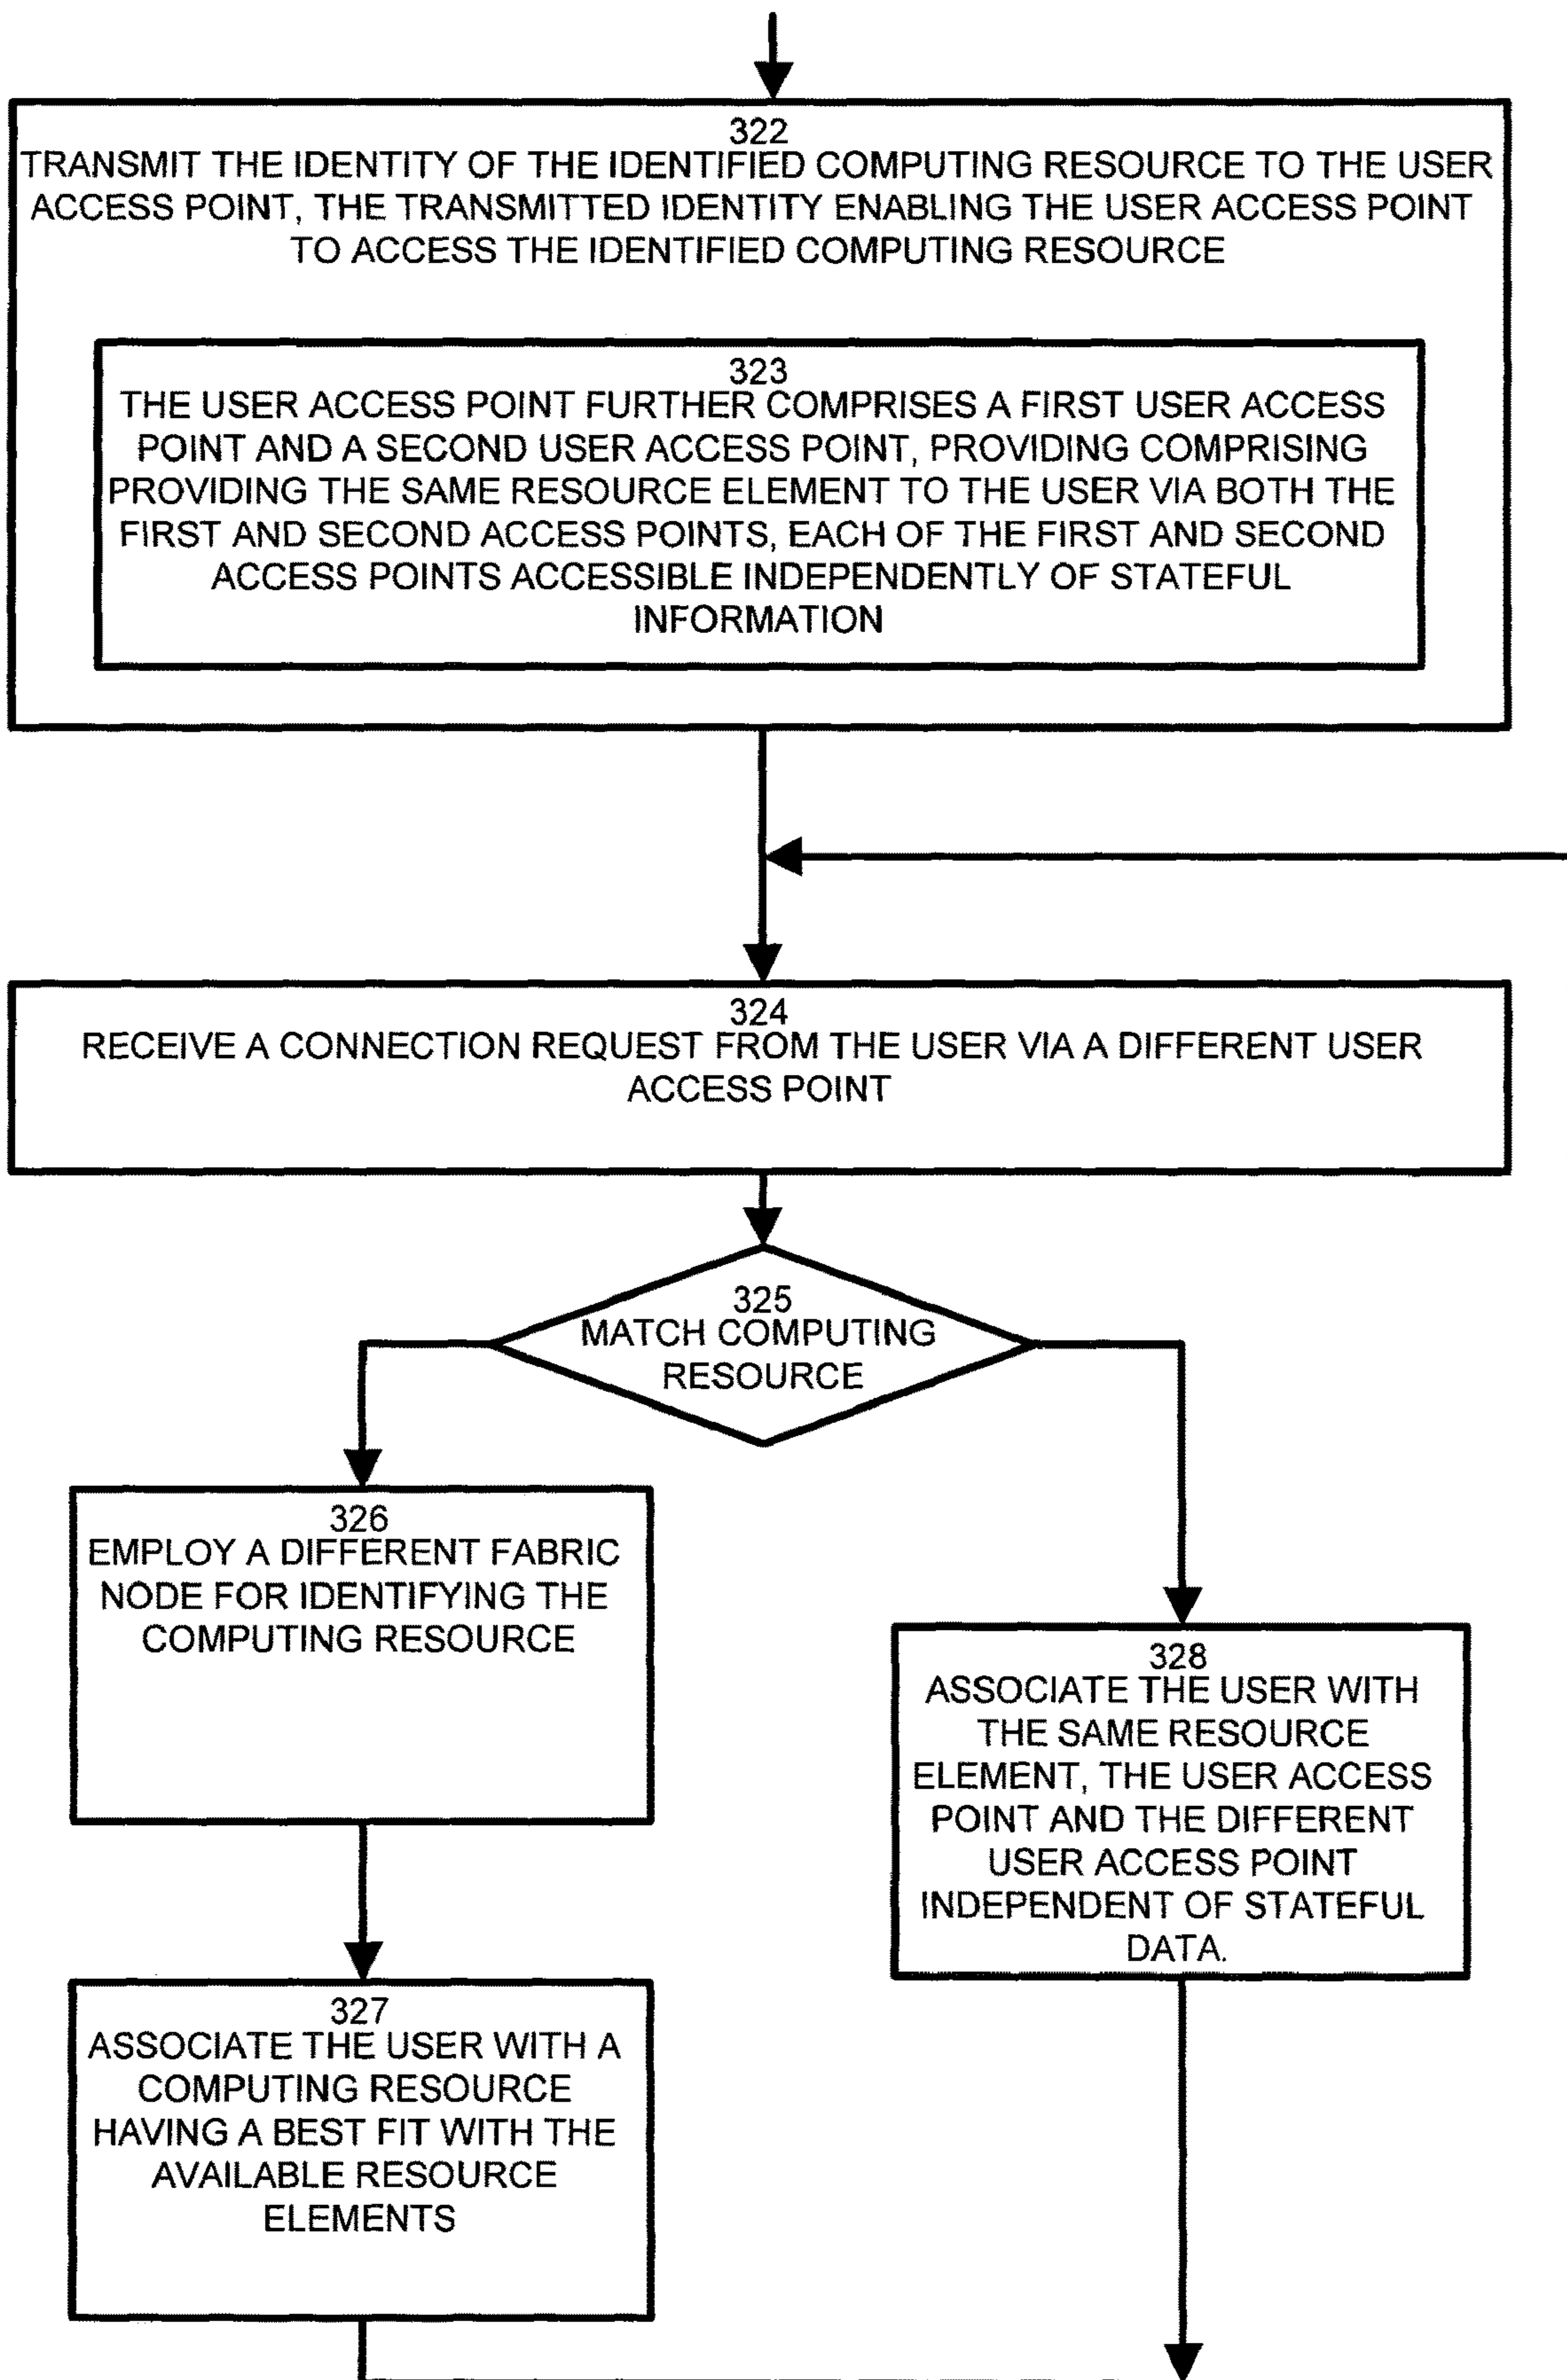 322
TRANSMIT THE IDENTITY OF THE IDENTIFIED COMPUTING RESOURCE TO THE USER
ACCESS POINT, THE TRANSMITTED IDENTITY ENABLING THE USER ACCESS POINT
TO ACCESS THE IDENTIFIED COMPUTING RESOURCE
323
THE USER ACCESS POINT FURTHER COMPRISES A FIRST USER ACCESS
POINT AND A SECOND USER ACCESS POINT, PROVIDING COMPRISING
PROVIDING THE SAME RESOURCE ELEMENT TO THE USER VIA BOTH THE
FIRST AND SECOND ACCESS POINTS, EACH OF THE FIRST AND SECOND
ACCESS POINTS ACCESSIBLE INDEPENDENTLY OF STATEFUL
INFORMATION
324
RECEIVE A CONNECTION REQUEST FROM THE USER VIA A DIFFERENT USER
ACCESS POINT
325
MATCH COMPUTING
RESOURCE
326
EMPLOY A DIFFERENT FABRIC
NODE FOR IDENTIFYING THE
COMPUTING RESOURCE
328
ASSOCIATE THE USER WITH
THE SAME RESOURCE
ELEMENT, THE USER ACCESS
POINT AND THE DIFFERENT
USER ACCESS POINT
INDEPENDENT OF STATEFUL
DATA.
327
ASSOCIATE THE USER WITH A
COMPUTING RESOURCE
HAVING A BEST FIT WITH THE
AVAILABLE RESOURCE
ELEMENTS